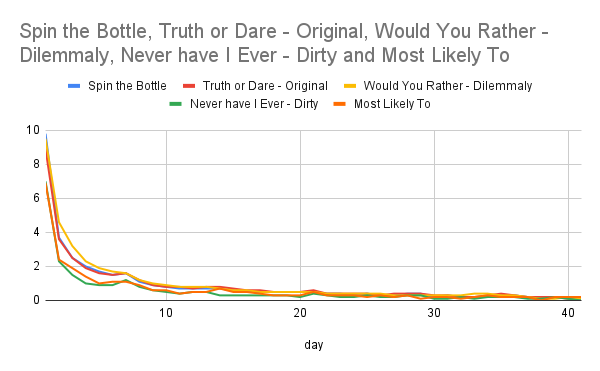 Spin the Bottle, Truth or Dare - Original, Would You Rather -
Dilemmaly, Never have I Ever - Dirty and Most Likely To
Spin the Bottle Truth or Dare - Original Would You Rather - Dilemmaly
Never have I Ever - Dirty Most Likely To
10
8
6
4
2
0
10 20 30 40
day